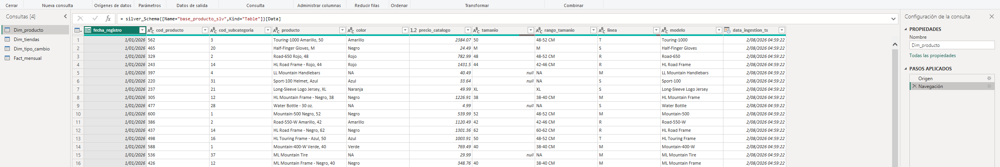 Cerrar Nueva consulta Orígenes de datos Parámetros Datos de salida Consulta Administrar columnas Reducir filas Ordenar Transformar Combinar
Consultas [4]
Dim_producto
Dim_tiendas
Dim_tipo_cambio
Fact_mensual
fx = silver_Schema{[Name="base_producto_slv",Kind="Table"]}[Data]
fecha_registro ABC cod_producto ABC cod_subcategoria ABC producto ABC color 1.2 precio_catalogo ABC tamanio ABC rango_tamanio ABC linea ABC modelo data_ingestion_ts
1 1/01/2026 562 3 Touring-1000 Amarillo, 50 Amarillo 2384.07 50 48-52 CM T Touring-1000 2/08/2026 04:59:22
2 1/01/2026 465 20 Half-Finger Gloves, M Negro 24.49 M M S Half-Finger Gloves 2/08/2026 04:59:22
3 1/01/2026 329 2 Road-650 Rojo, 48 Rojo 782.99 48 48-52 CM R Road-650 2/08/2026 04:59:22
4 1/01/2026 243 14 HL Road Frame - Rojo, 44 Rojo 1431.5 44 42-46 CM R HL Road Frame 2/08/2026 04:59:22
5 1/01/2026 397 4 LL Mountain Handlebars NA 40.49 null NA M LL Mountain Handlebars 2/08/2026 04:59:22
6 1/01/2026 220 31 Sport-100 Helmet, Azul Azul 33.64 null NA S Sport-100 2/08/2026 04:59:22
7 1/01/2026 237 21 Long-Sleeve Logo Jersey, XL Naranja 49.99 XL XL S Long-Sleeve Logo Jersey 2/08/2026 04:59:22
8 1/01/2026 305 12 HL Mountain Frame - Negro, 38 Negro 1226.91 38 38-40 CM M HL Mountain Frame 2/08/2026 04:59:22
9 1/01/2026 477 28 Water Bottle - 30 oz. NA 4.99 null NA S Water Bottle 2/08/2026 04:59:22
10 1/01/2026 600 1 Mountain-500 Negro, 52 Negro 539.99 52 48-52 CM M Mountain-500 2/08/2026 04:59:22
11 1/01/2026 386 2 Road-550-W Amarillo, 42 Amarillo 1120.49 42 42-46 CM R Road-550-W 2/08/2026 04:59:22
12 1/01/2026 437 14 HL Road Frame - Negro, 62 Negro 1301.36 62 60-62 CM R HL Road Frame 2/08/2026 04:59:22
13 1/01/2026 498 16 HL Touring Frame - Azul, 50 Azul 1003.91 50 48-52 CM T HL Touring Frame 2/08/2026 04:59:22
14 1/01/2026 588 1 Mountain-400-W Verde, 40 Verde 769.49 40 38-40 CM M Mountain-400-W 2/08/2026 04:59:22
15 1/01/2026 536 37 ML Mountain Tire NA 29.99 null NA M ML Mountain Tire 2/08/2026 04:59:22
16 1/01/2026 426 12 ML Mountain Frame - Negro, 40 Negro 348.76 40 38-40 CM M ML Mountain Frame 2/08/2026 04:59:22
Configuración de la consulta
PROPIEDADES
Nombre
Dim_producto
Todas las propiedades
PASOS APLICADOS
Origen
Navegación